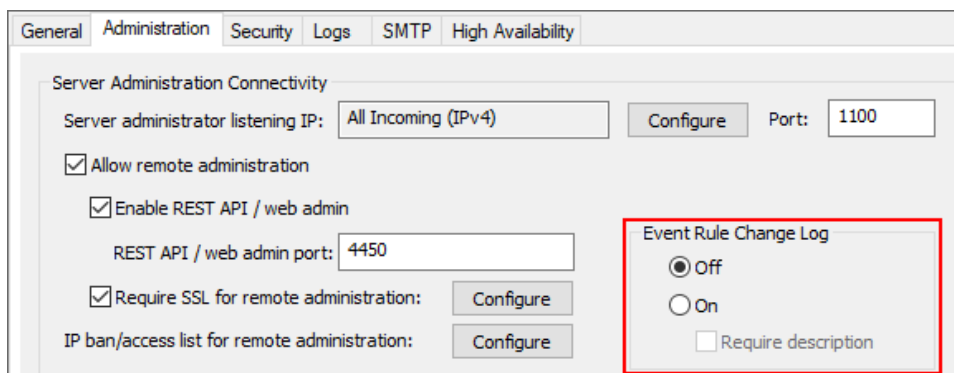 General Administration Security Logs SMTP High Availability
Server Administration Connectivity
Server administrator listening IP: All Incoming (IPv4) Configure Port: 1100
Allow remote administration
Enable REST API / web admin
REST API / web admin port: 4450
Require SSL for remote administration: Configure
IP ban/access list for remote administration: Configure
Event Rule Change Log
Off
On
Require description